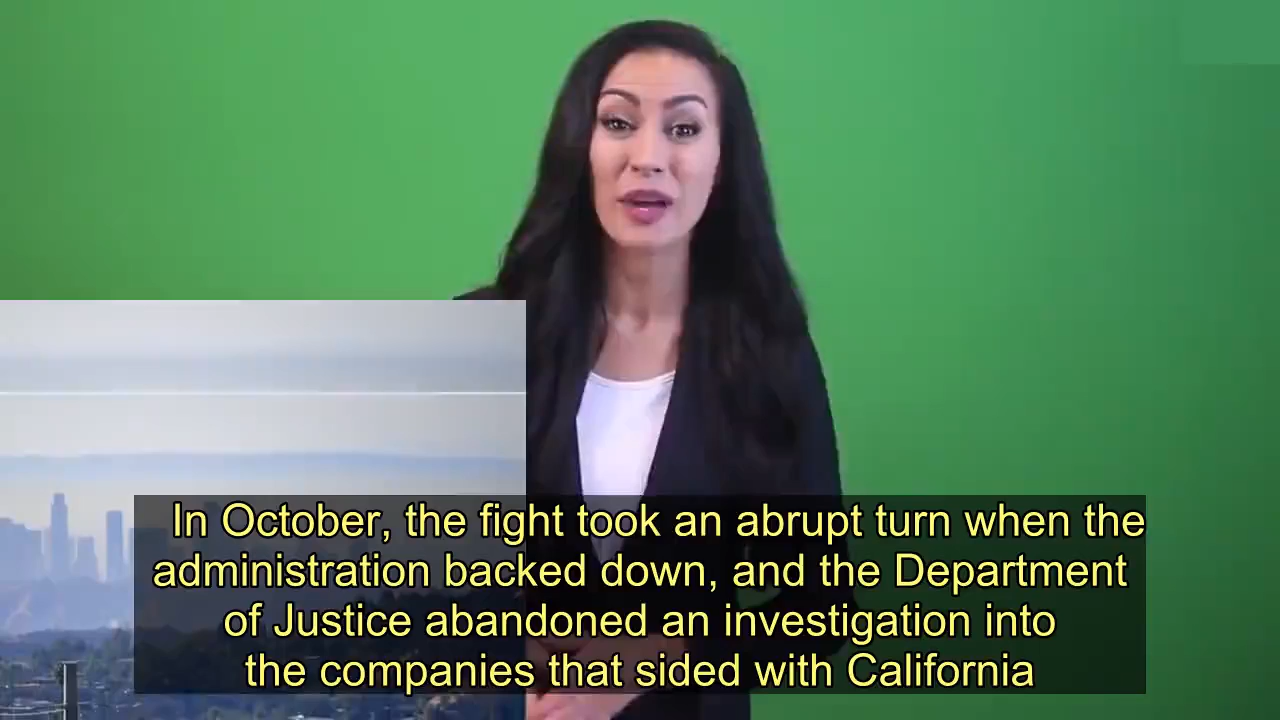 In October, the fight took an abrupt turn when the
administration backed down, and the Department
of Justice abandoned an investigation into
the companies that sided with California